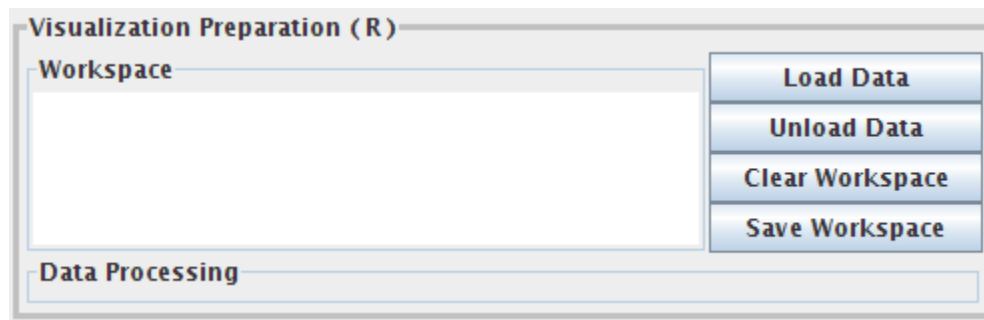 Visualization Preparation (R)
Workspace
Load Data
Unload Data
Clear Workspace
Save Workspace
Data Processing